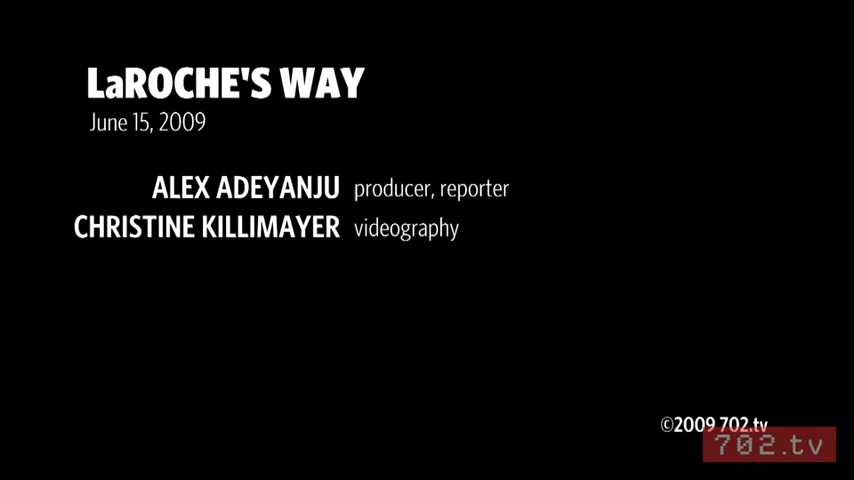 LaROCHE'S WAY
June 15, 2009
ALEX ADEYANJU producer, reporter
CHRISTINE KILLIMAYER videography
©2009 702.tv
702.tv